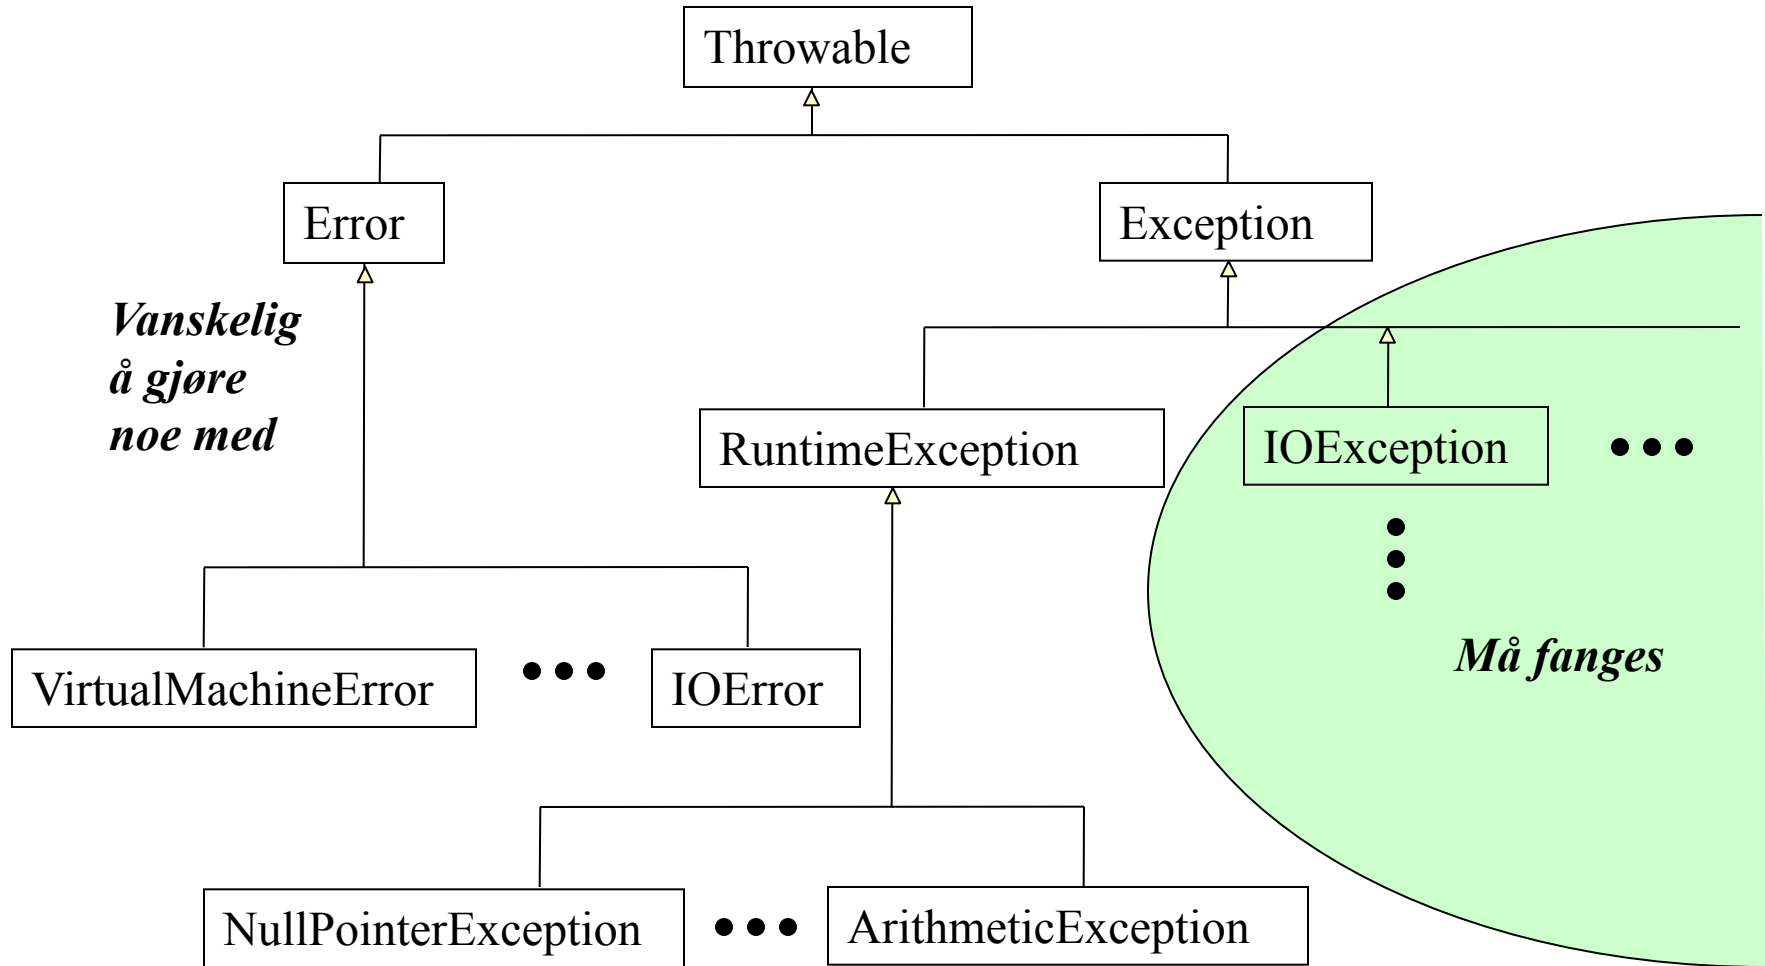 Throwable
Error
Exception
Vanskelig
å gjøre
noe med
RuntimeException
IOException
VirtualMachineError
IOError
Må fanges
NullPointerException
ArithmeticException